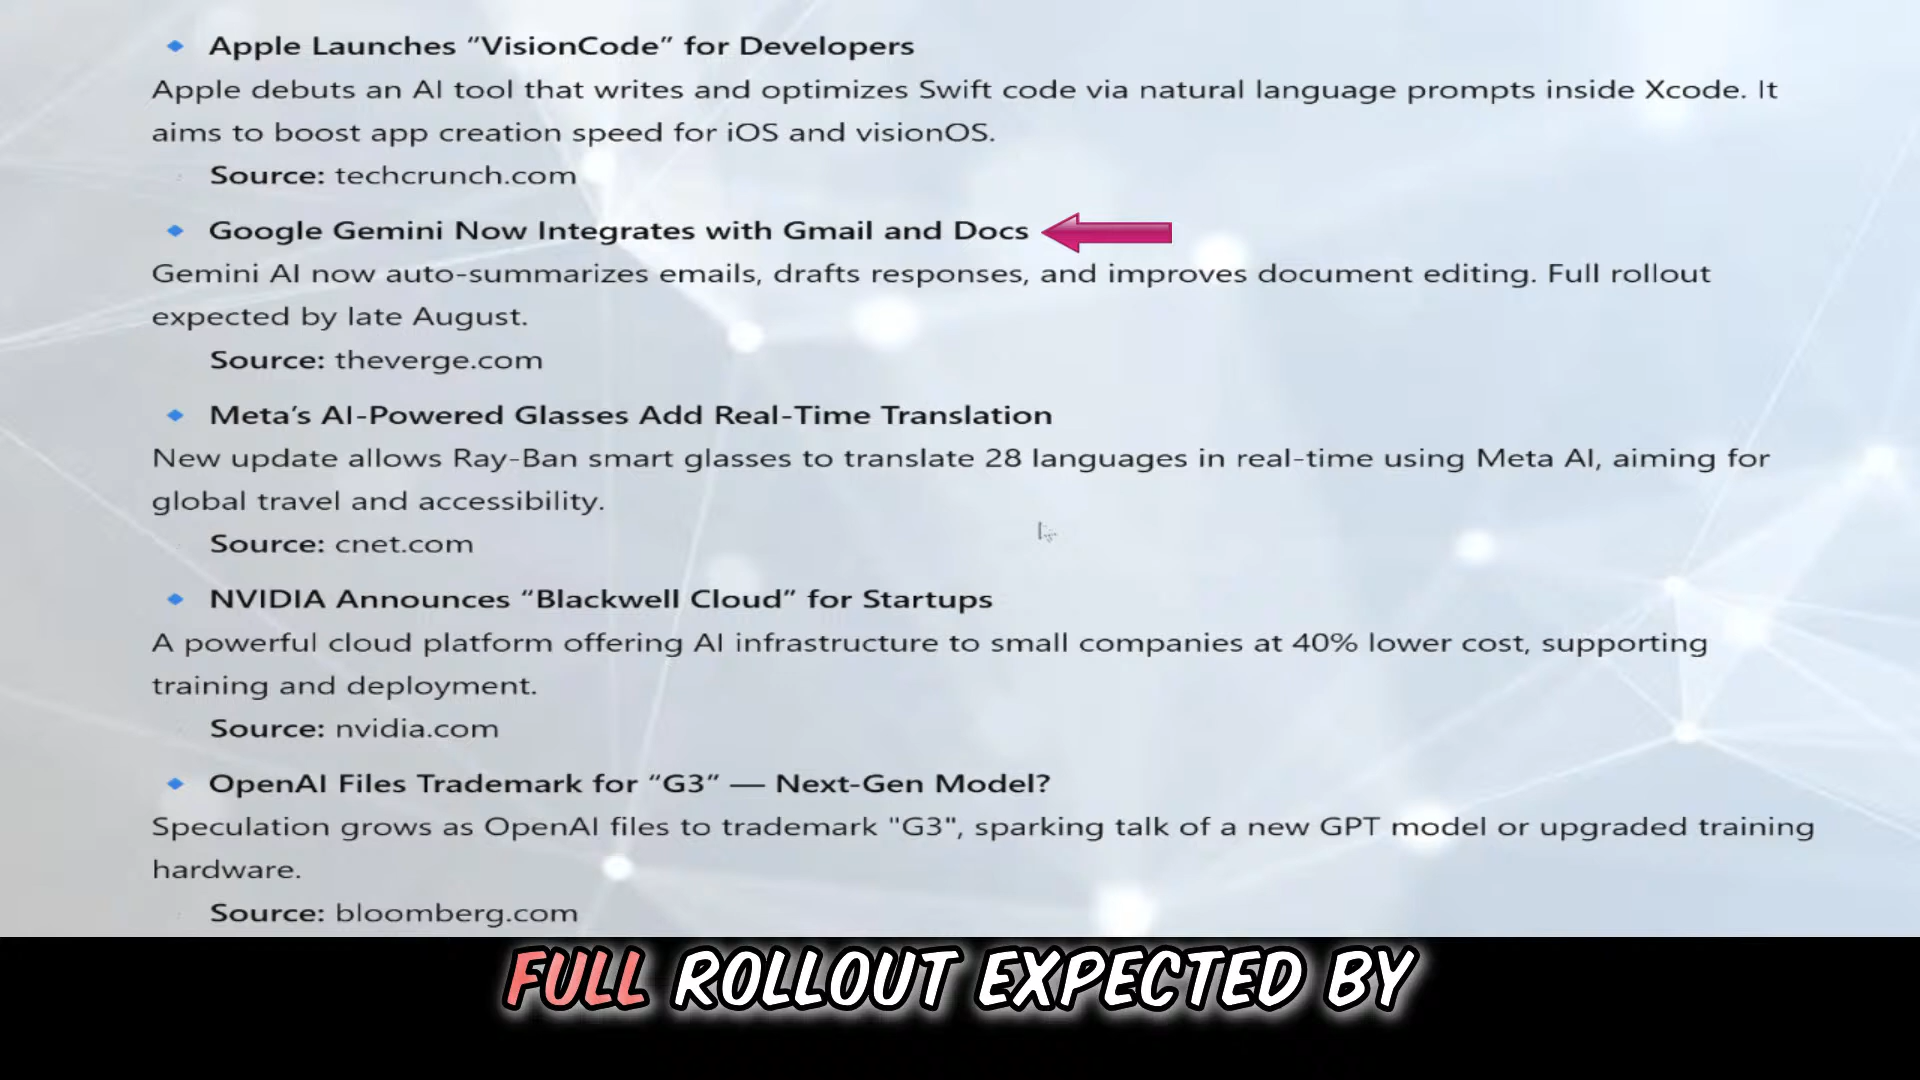 Apple Launches “VisionCode” for Developers
Apple debuts an AI tool that writes and optimizes Swift code via natural language prompts inside Xcode. It
aims to boost app creation speed for iOS and visionOS.
Source: techcrunch.com
Google Gemini Now Integrates with Gmail and Docs
Gemini AI now auto-summarizes emails, drafts responses, and improves document editing. Full rollout
expected by late August.
Source: theverge.com
Meta’s AI-Powered Glasses Add Real-Time Translation
New update allows Ray-Ban smart glasses to translate 28 languages in real-time using Meta AI, aiming for
global travel and accessibility.
Source: cnet.com
NVIDIA Announces “Blackwell Cloud” for Startups
A powerful cloud platform offering AI infrastructure to small companies at 40% lower cost, supporting
training and deployment.
Source: nvidia.com
OpenAI Files Trademark for “G3” — Next-Gen Model?
Speculation grows as OpenAI files to trademark "G3", sparking talk of a new GPT model or upgraded training
hardware.
Source: bloomberg.com
FULL ROLLOUT EXPECTED BY